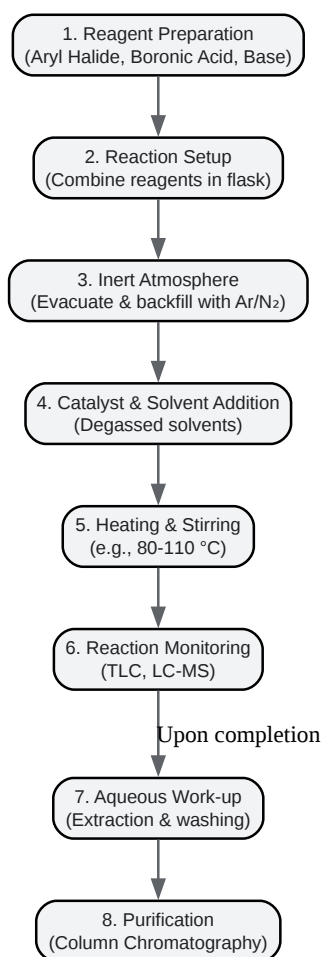 1. Reagent Preparation
(Aryl Halide, Boronic Acid, Base)
2. Reaction Setup
(Combine reagents in flask)
3. Inert Atmosphere
(Evacuate & backfill with Ar/N₂)
4. Catalyst & Solvent Addition
(Degassed solvents)
5. Heating & Stirring
(e.g., 80-110 °C)
6. Reaction Monitoring
(TLC, LC-MS)
Upon completion
7. Aqueous Work-up
(Extraction & washing)
8. Purification
(Column Chromatography)